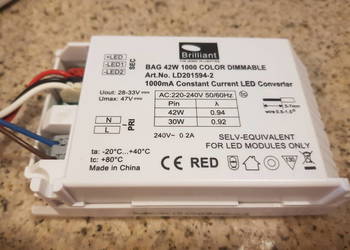 Brilliant
BAG 42W 1000 COLOR DIMMABLE
Art.No. LD201594-2
1000mA Constant Current LED Converter
+LED
-LED1
-LED2
SEC
Uout: 28-33V
Umax: 47V
AC:220-240V 50/60Hz
Pin λ
42W 0.94
30W 0.92
N
L
PRI
240V~ 0.2A
SELV-EQUIVALENT
FOR LED MODULES ONLY
ta: -20°C...+40°C
tc: +80°C
Made in China
CE RED